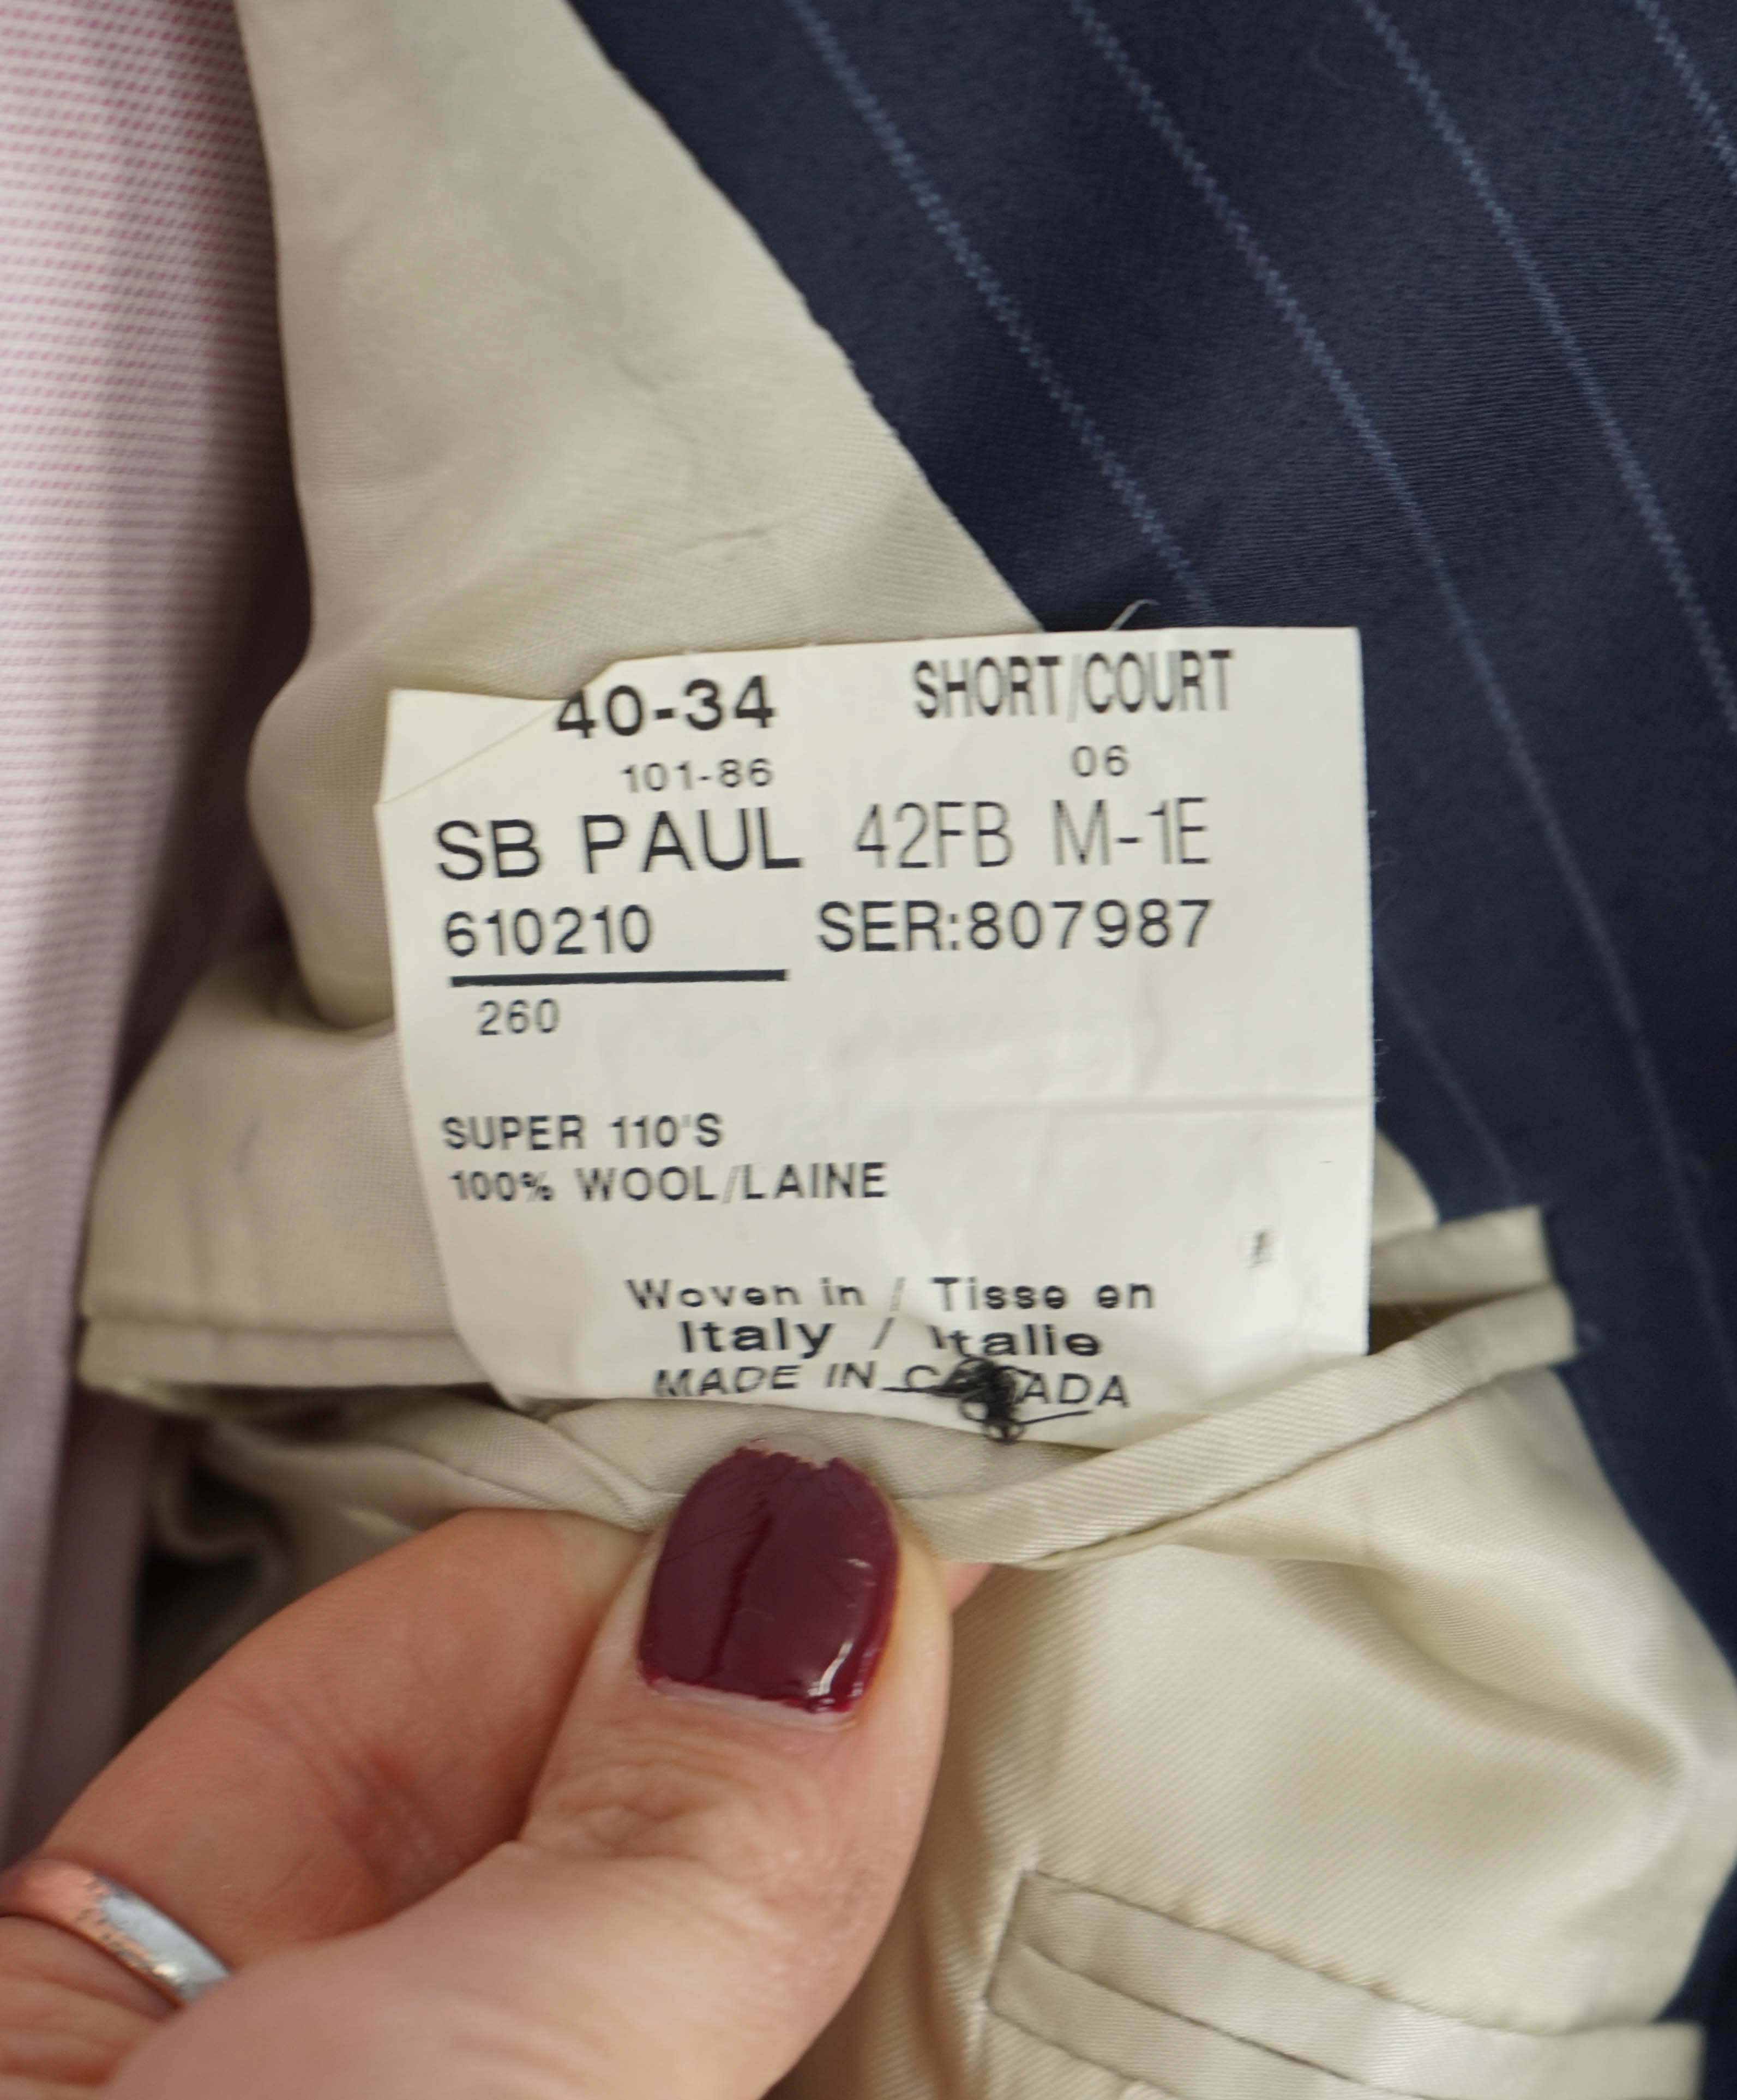 40-34 SHORT/COURT
101-86 06
SB PAUL 42FB M-1E
610210 SER:807987
260
SUPER 110'S
100% WOOL/LAINE
Woven in / Tisse en
Italy / Italie
MADE IN CANADA